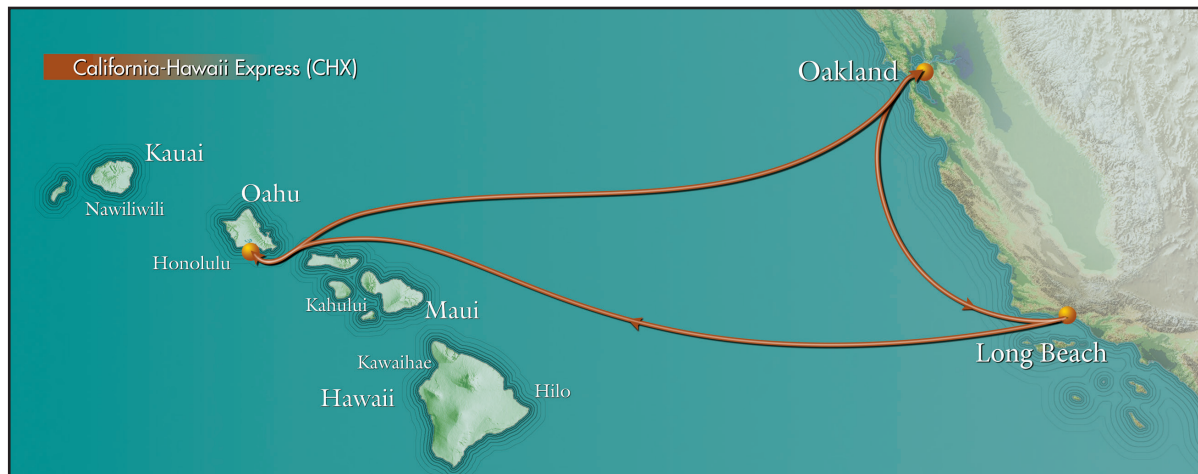 California-Hawaii Express (CHX)
Oakland
Kauai
Nawiliwili
Oahu
Honolulu
Kahului
Maui
Long Beach
Kawaihae
Hawaii
Hilo